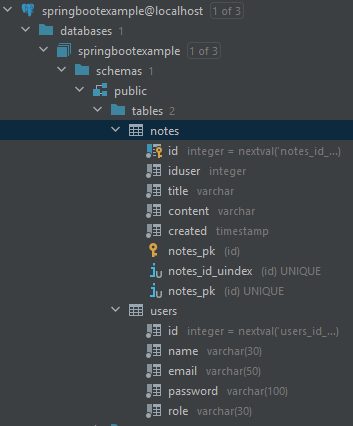 springbootexample@localhost 1 of 3
databases 1
springbootexample 1 of 3
schemas 1
public
tables 2
notes
id integer = nextval('notes_id_...)
iduser integer
title varchar
content varchar
created timestamp
notes_pk (id)
notes_id_uindex (id) UNIQUE
notes_pk (id) UNIQUE
users
id integer = nextval('users_id_...)
name varchar(30)
email varchar(50)
password varchar(100)
role varchar(30)